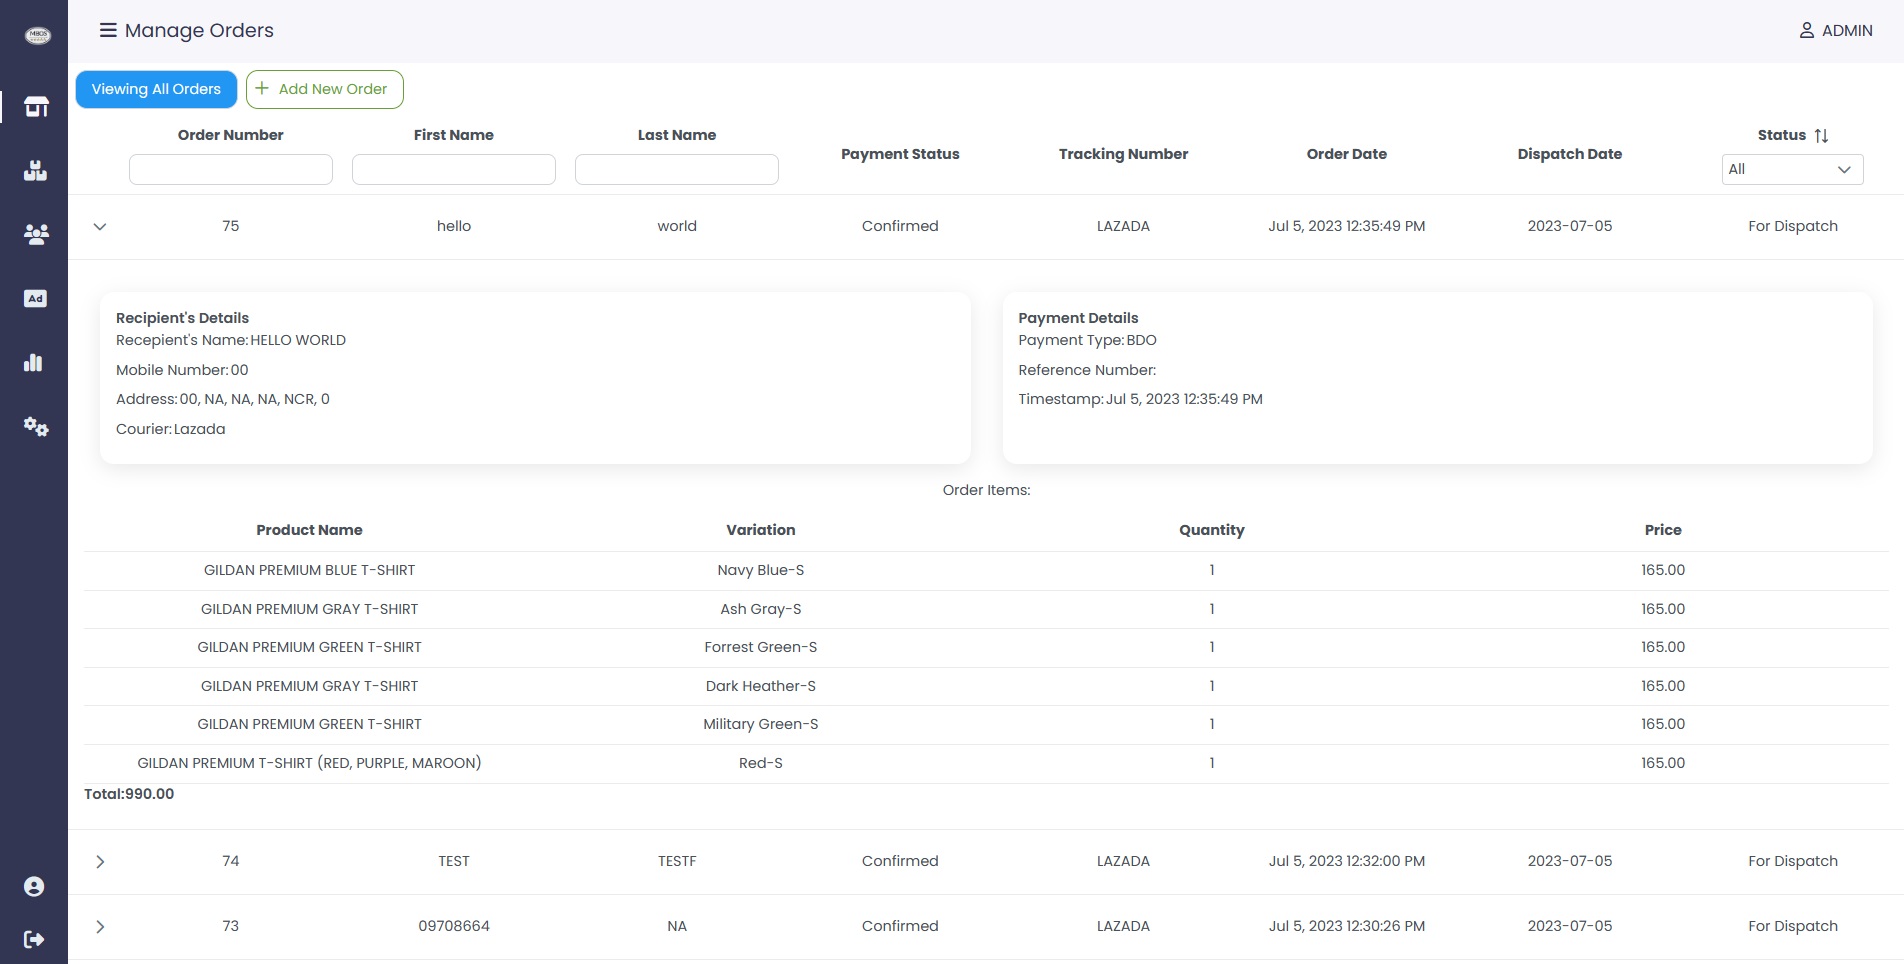 MBOS
Manage Orders
ADMIN
Viewing All Orders
Add New Order
Order Number First Name Last Name Payment Status Tracking Number Order Date Dispatch Date Status
All
75 hello world Confirmed LAZADA Jul 5, 2023 12:35:49 PM 2023-07-05 For Dispatch
Ad
Recipient's Details
Recepient's Name: HELLO WORLD
Mobile Number: 00
Address: 00, NA, NA, NA, NCR, 0
Courier: Lazada
Payment Details
Payment Type: BDO
Reference Number:
Timestamp: Jul 5, 2023 12:35:49 PM
Order Items:
Product Name Variation Quantity Price
GILDAN PREMIUM BLUE T-SHIRT Navy Blue-S 1 165.00
GILDAN PREMIUM GRAY T-SHIRT Ash Gray-S 1 165.00
GILDAN PREMIUM GREEN T-SHIRT Forrest Green-S 1 165.00
GILDAN PREMIUM GRAY T-SHIRT Dark Heather-S 1 165.00
GILDAN PREMIUM GREEN T-SHIRT Military Green-S 1 165.00
GILDAN PREMIUM T-SHIRT (RED, PURPLE, MAROON) Red-S 1 165.00
Total:990.00
74 TEST TESTF Confirmed LAZADA Jul 5, 2023 12:32:00 PM 2023-07-05 For Dispatch
73 09708664 NA Confirmed LAZADA Jul 5, 2023 12:30:26 PM 2023-07-05 For Dispatch